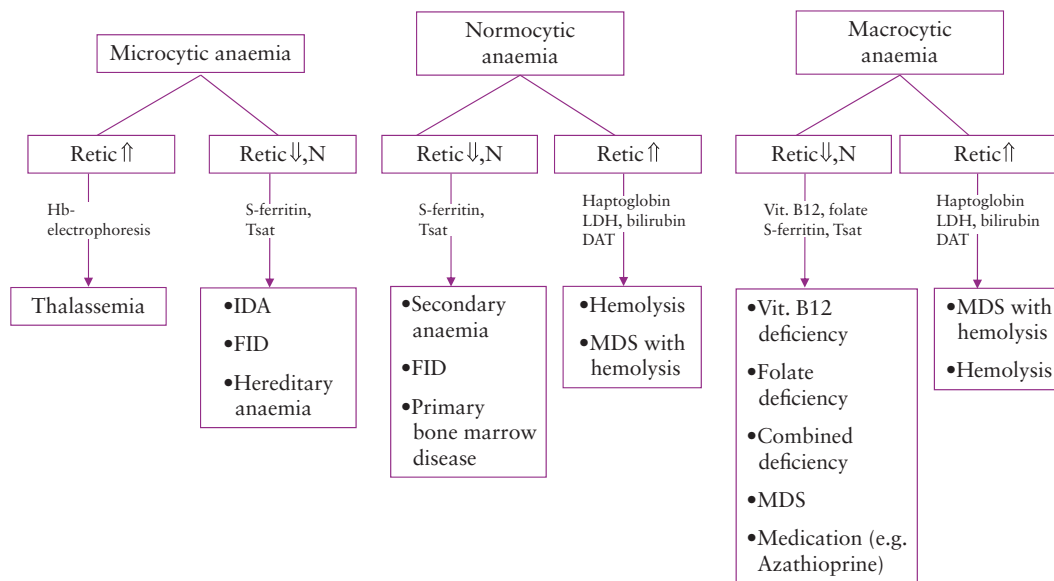 Microcytic anaemia
Retic⇑
Hb-
electrophoresis
Thalassemia
Retic⇓,N
S-ferritin,
Tsat
•IDA
•FID
•Hereditary
anaemia
Normocytic
anaemia
Retic⇓,N
S-ferritin,
Tsat
•Secondary
anaemia
•FID
•Primary
bone marrow
disease
Retic⇑
Haptoglobin
LDH, bilirubin
DAT
•Hemolysis
•MDS with
hemolysis
Macrocytic
anaemia
Retic⇓,N
Vit. B12, folate
S-ferritin, Tsat
•Vit. B12
deficiency
•Folate
deficiency
•Combined
deficiency
•MDS
•Medication (e.g.
Azathioprine)
Retic⇑
Haptoglobin
LDH, bilirubin
DAT
•MDS with
hemolysis
•Hemolysis